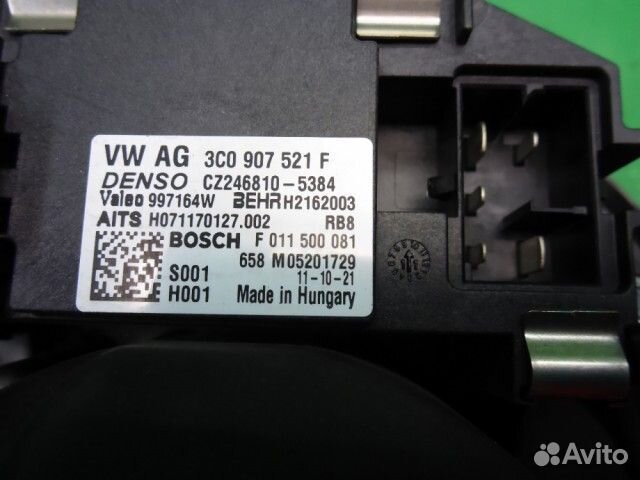 VW AG 3C0 907 521 F
DENSO CZ246810-5384
Valeo 997164W BEHR H2162003
AITS H071170127.002 RB8
BOSCH F 011 500 081
658 M05201729
S001 11-10-21
H001 Made in Hungary
Avito